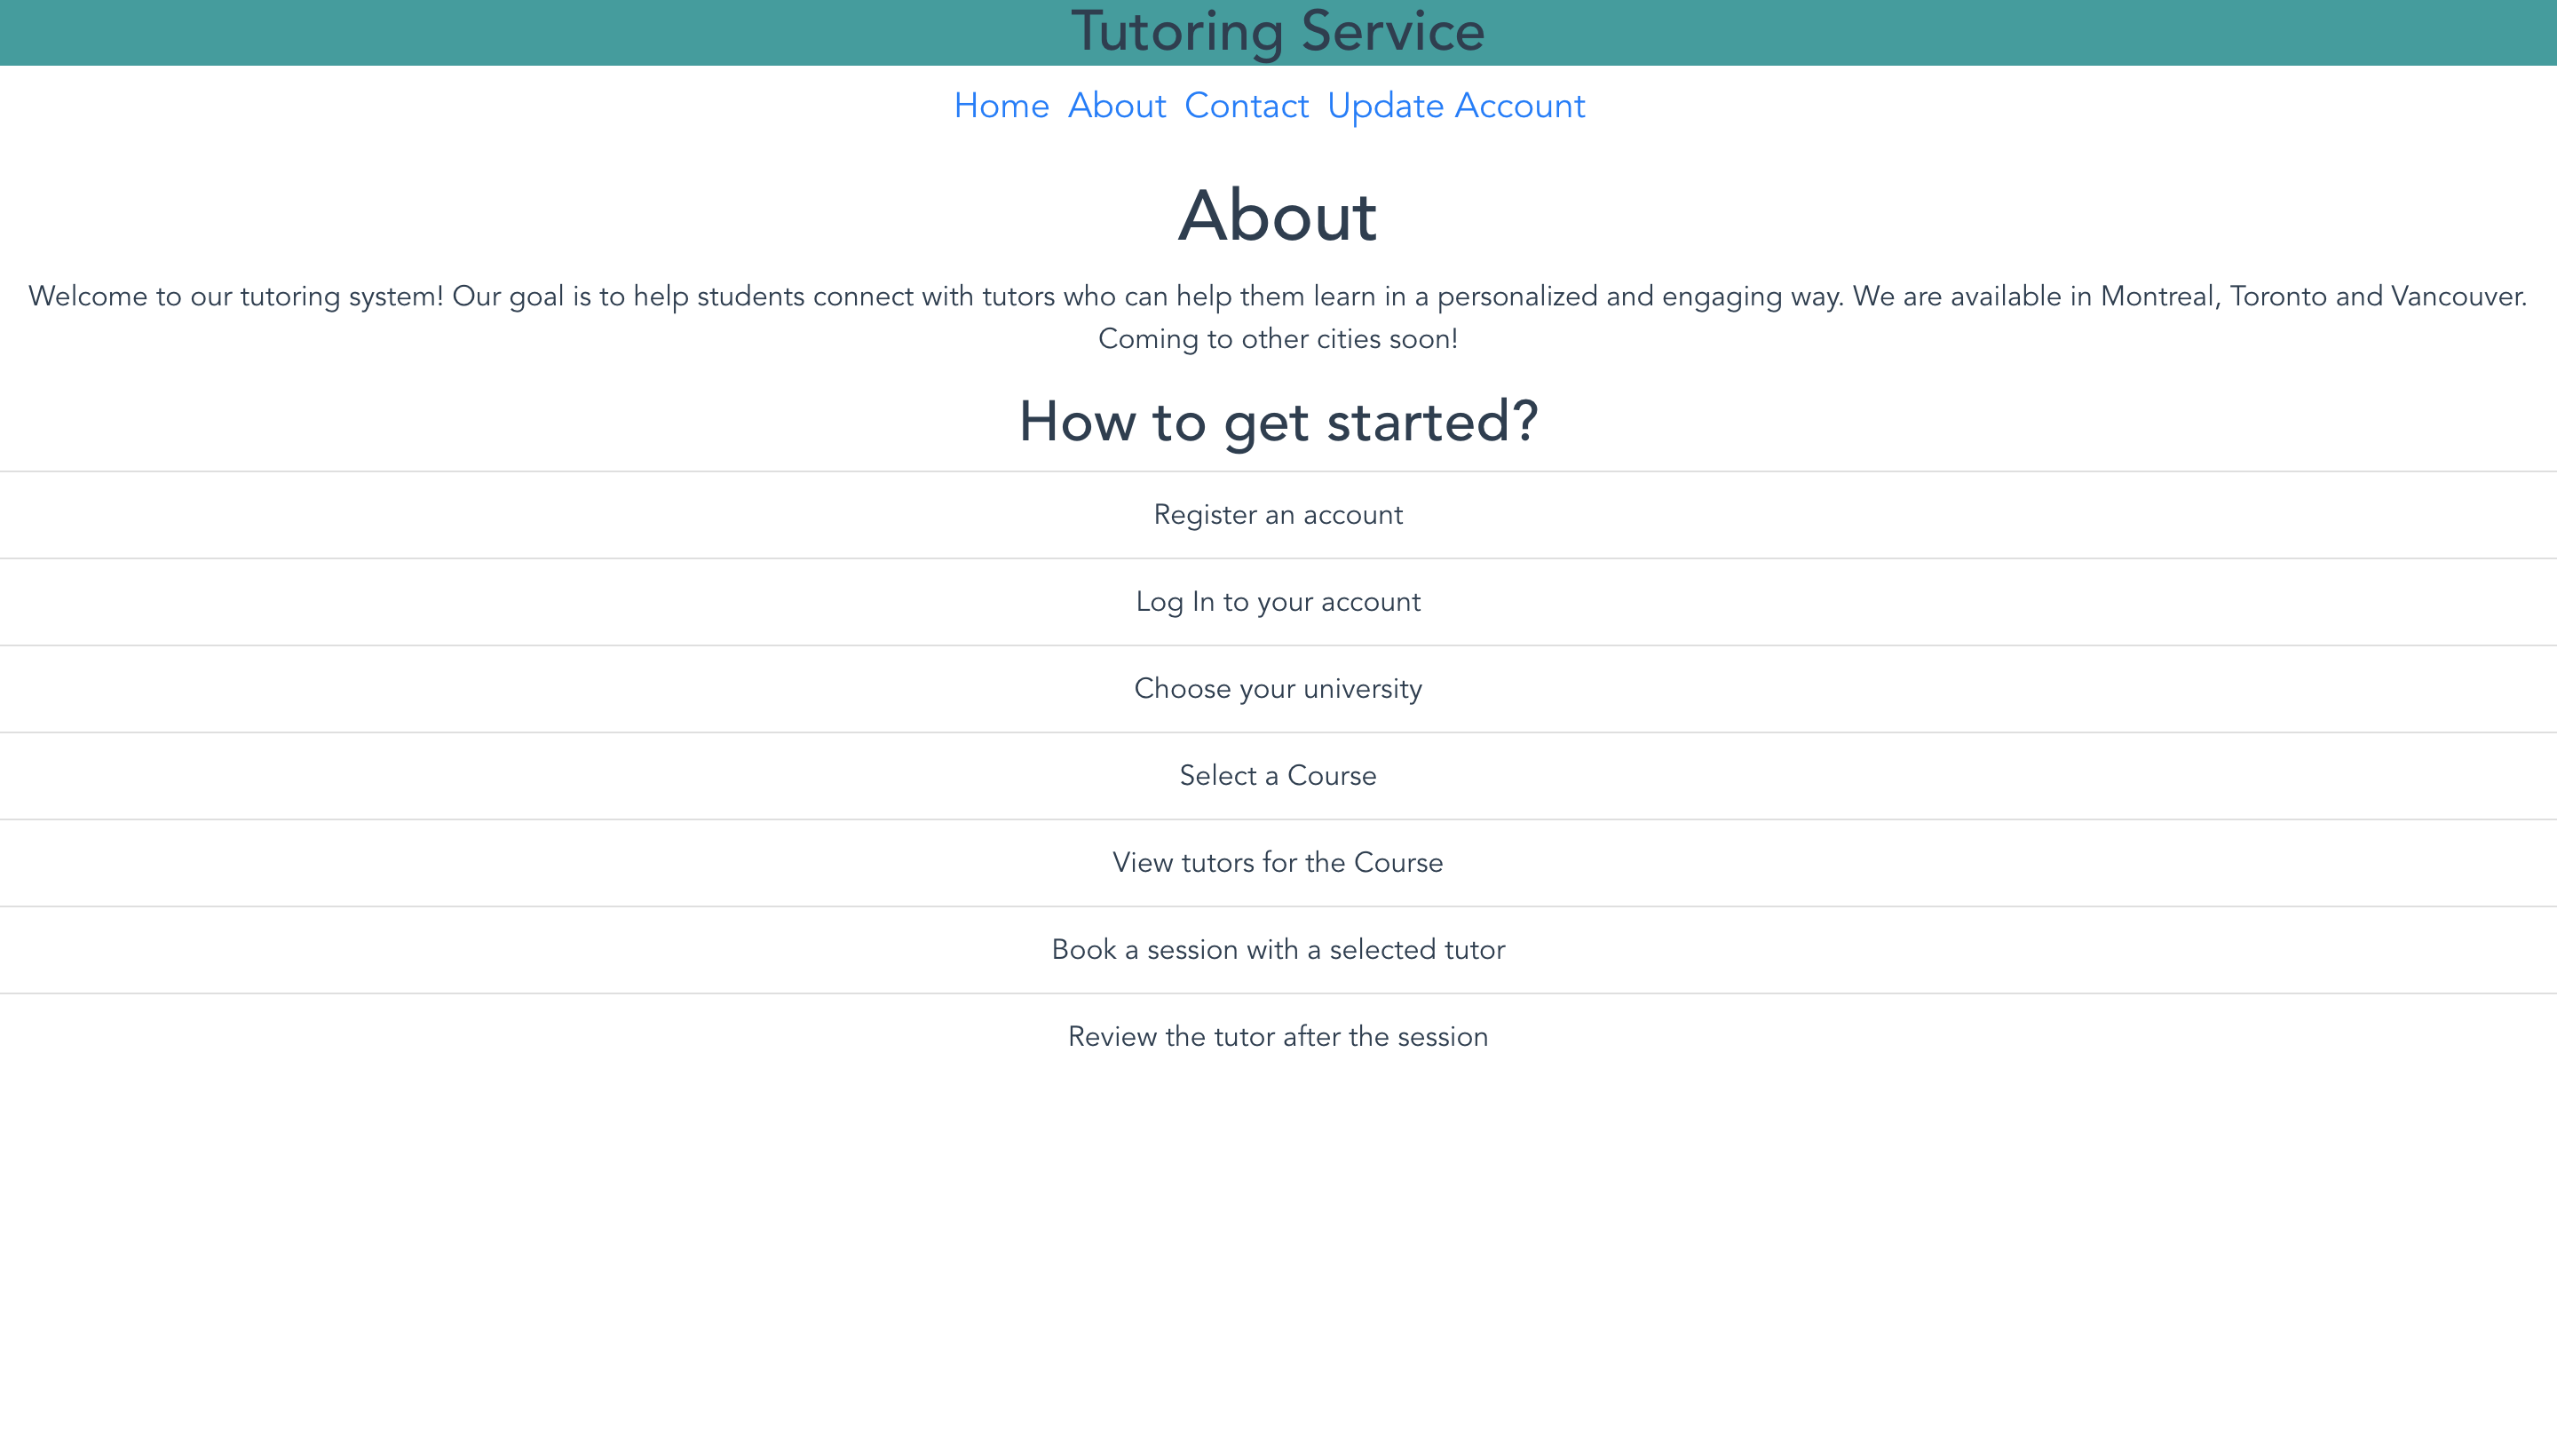 Tutoring Service
Home About Contact Update Account
About
Welcome to our tutoring system! Our goal is to help students connect with tutors who can help them learn in a personalized and engaging way. We are available in Montreal, Toronto and Vancouver.
Coming to other cities soon!
How to get started?
Register an account
Log In to your account
Choose your university
Select a Course
View tutors for the Course
Book a session with a selected tutor
Review the tutor after the session